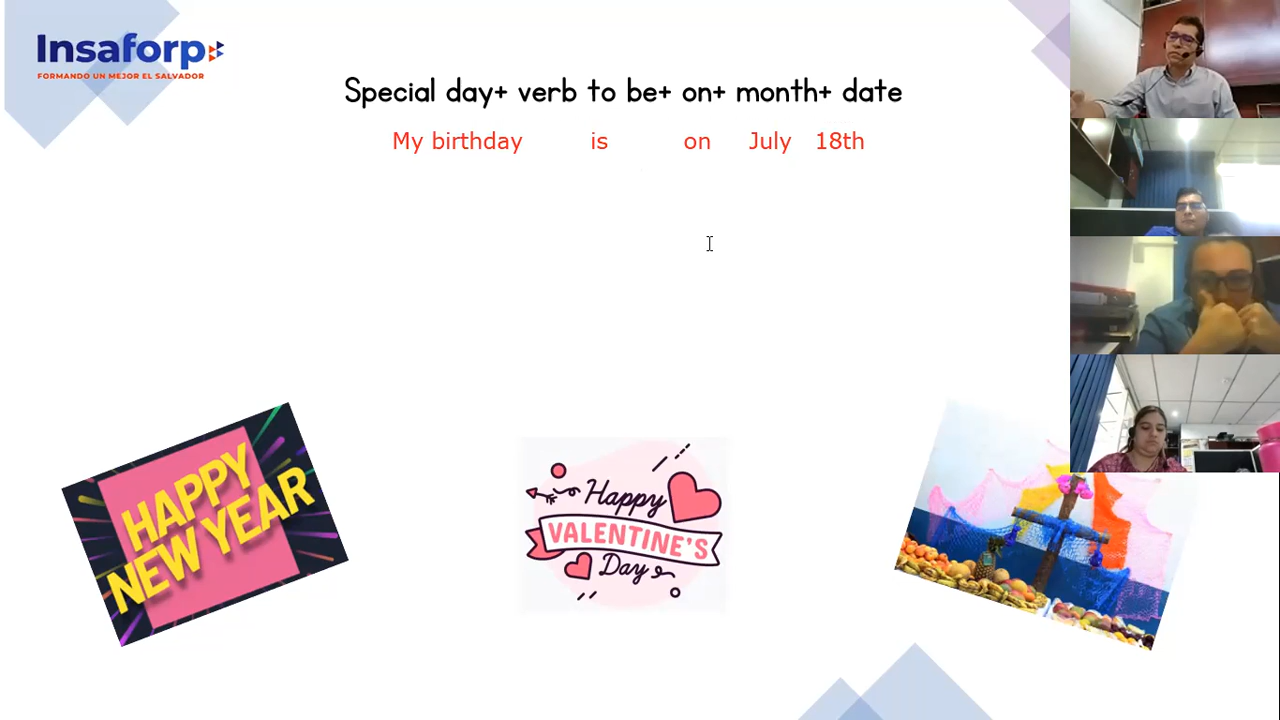 Insaforp
FORMANDO UN MEJOR EL SALVADOR
Special day+ verb to be+ on+ month+ date
My birthday is on July 18th
HAPPY
NEW YEAR
Happy
VALENTINE'S
Day